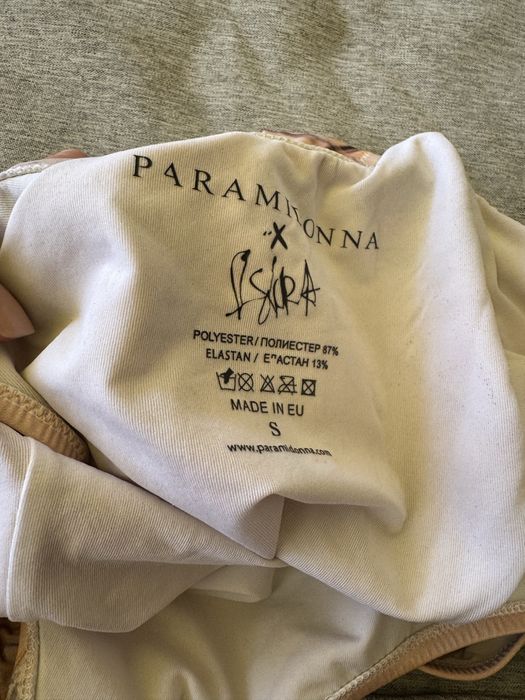 PARAMIDONNA
X
POLYESTER / ПОЛИЕСТЕР 87%
ELASTAN / ЕЛАСТАН 13%
MADE IN EU
S
www.paramidonna.com